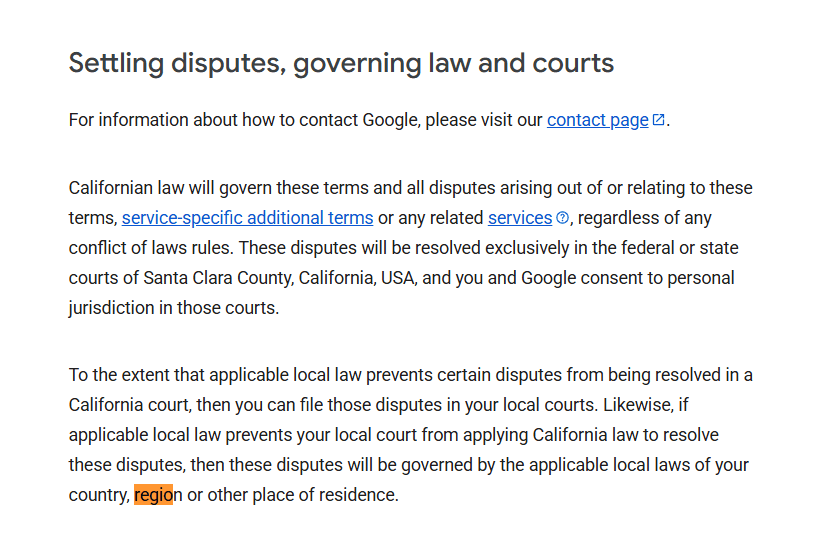 Settling disputes, governing law and courts
For information about how to contact Google, please visit our contact page.
Californian law will govern these terms and all disputes arising out of or relating to these
terms, service-specific additional terms or any related services, regardless of any
conflict of laws rules. These disputes will be resolved exclusively in the federal or state
courts of Santa Clara County, California, USA, and you and Google consent to personal
jurisdiction in those courts.
To the extent that applicable local law prevents certain disputes from being resolved in a
California court, then you can file those disputes in your local courts. Likewise, if
applicable local law prevents your local court from applying California law to resolve
these disputes, then these disputes will be governed by the applicable local laws of your
country, region or other place of residence.